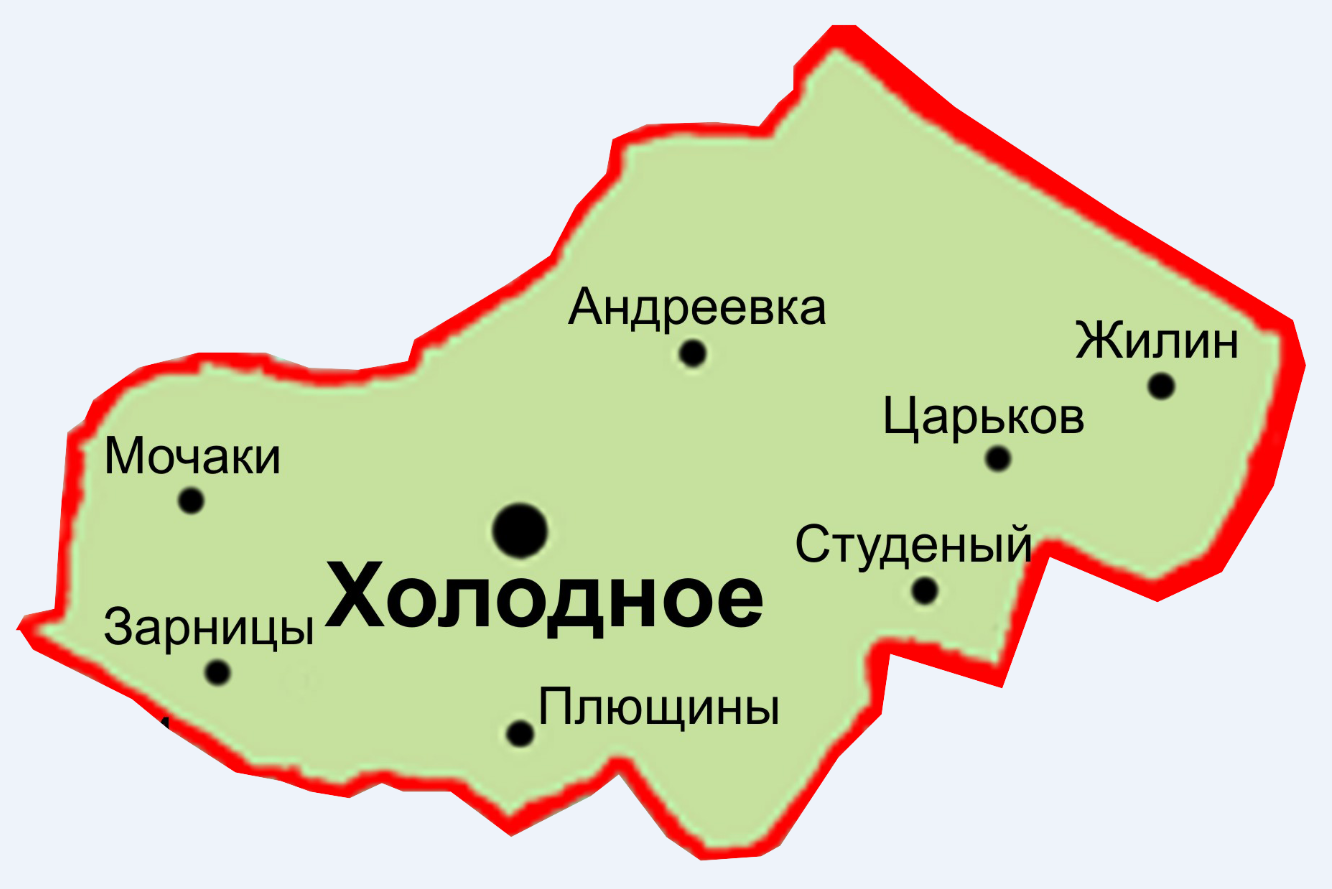 Андреевка
Жилин
Царьков
Мочаки
Студеный
Холодное
Зарницы
Плющины